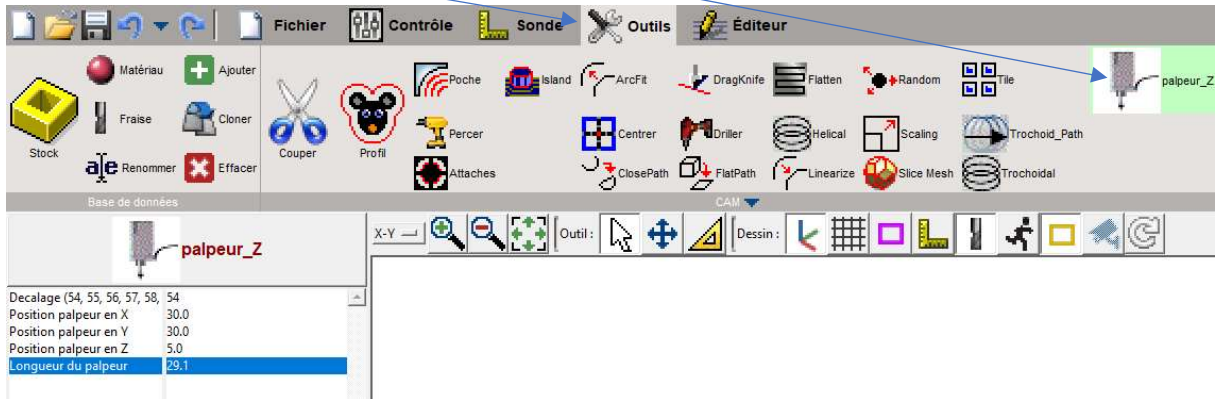 Fichier Contrôle Sonde Outils Éditeur
Matériau Ajouter Poche Island ArcFit DragKnife Flatten Random Tile palpeur_Z
Fraise Cloner Percer Centrer Driller Helical Scaling Trochoid_Path
Stock Couper Profil
Renommer Effacer Attaches ClosePath FlatPath Linearize Slice Mesh Trochoidal
Base de données CAM
palpeur_Z
X-Y Outil : Dessin :
Decalage (54, 55, 56, 57, 58, 54
Position palpeur en X 30.0
Position palpeur en Y 30.0
Position palpeur en Z 5.0
Longueur du palpeur 29.1